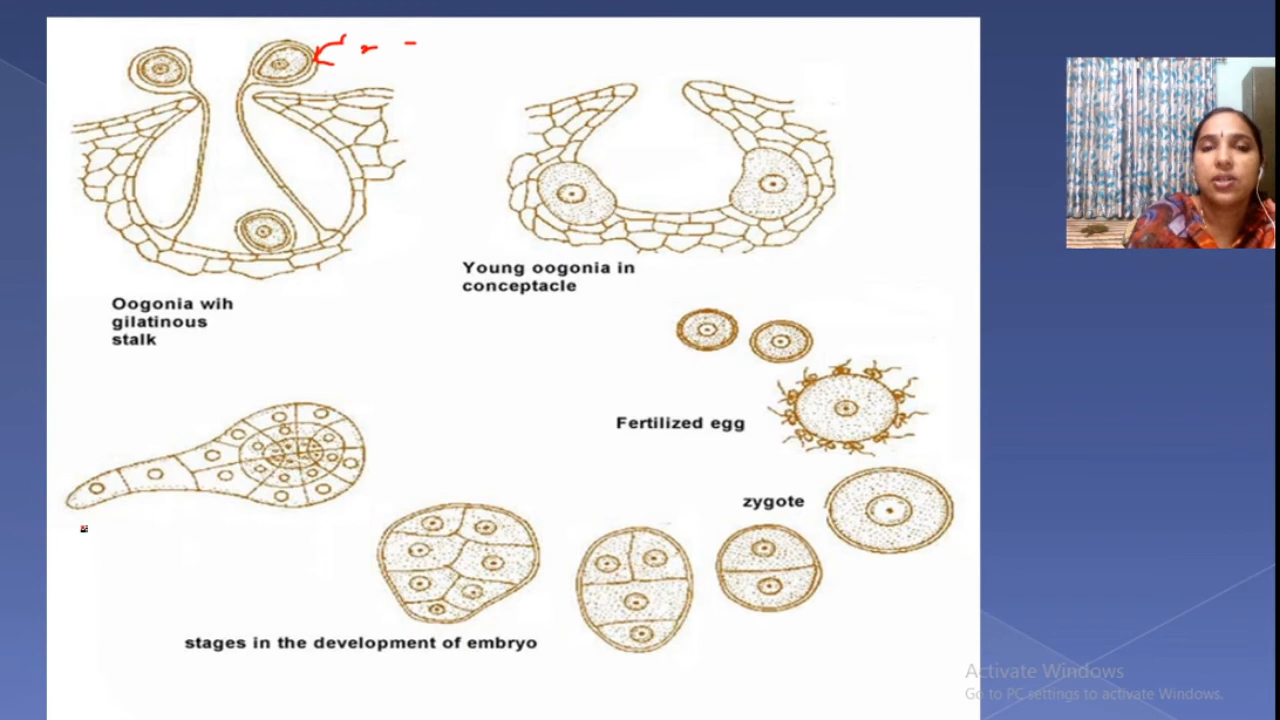 Oogonia wih
gilatinous
stalk
Young oogonia in
conceptacle
Fertilized egg
zygote
stages in the development of embryo
Activate Windows
Go to PC settings to activate Windows.